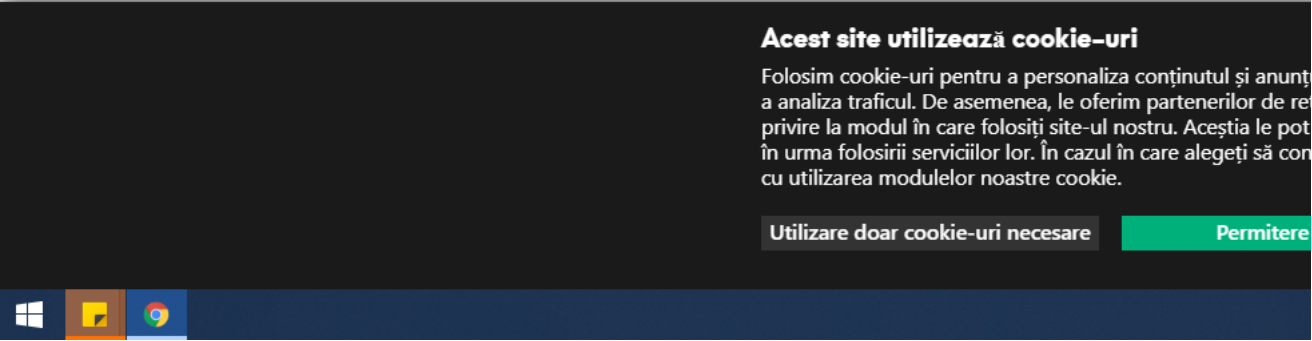 Acest site utilizează cookie-uri
Folosim cookie-uri pentru a personaliza conținutul și
a analiza traficul. De asemenea, le oferim partenerilor de
privire la modul în care folosiți site-ul nostru. Aceștia le pot
în urma folosirii serviciilor lor. În cazul în care alegeți să
cu utilizarea modulelor noastre cookie.
Utilizare doar cookie-uri necesare
Permitere